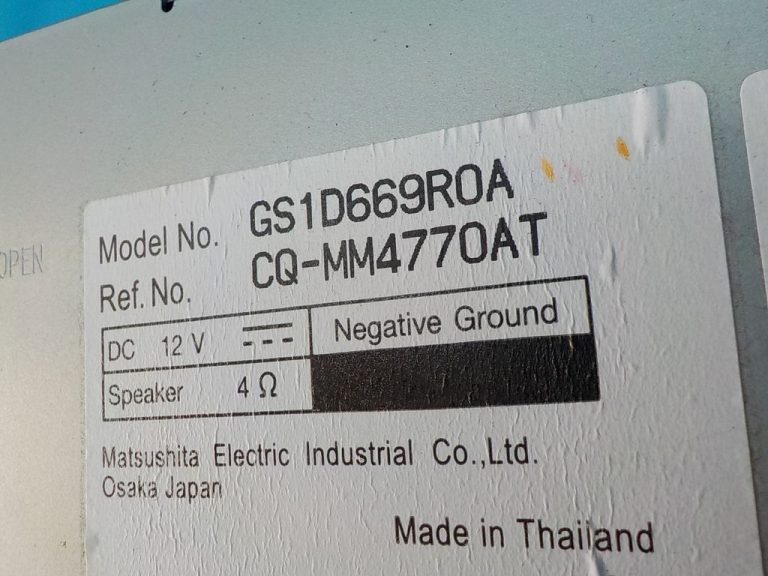 OPEN
Model No. GS1D669R0A
Ref. No. CQ-MM4770AT
DC 12 V Negative Ground
Speaker 4 Ω
Matsushita Electric Industrial Co.,Ltd.
Osaka Japan
Made in Thailand